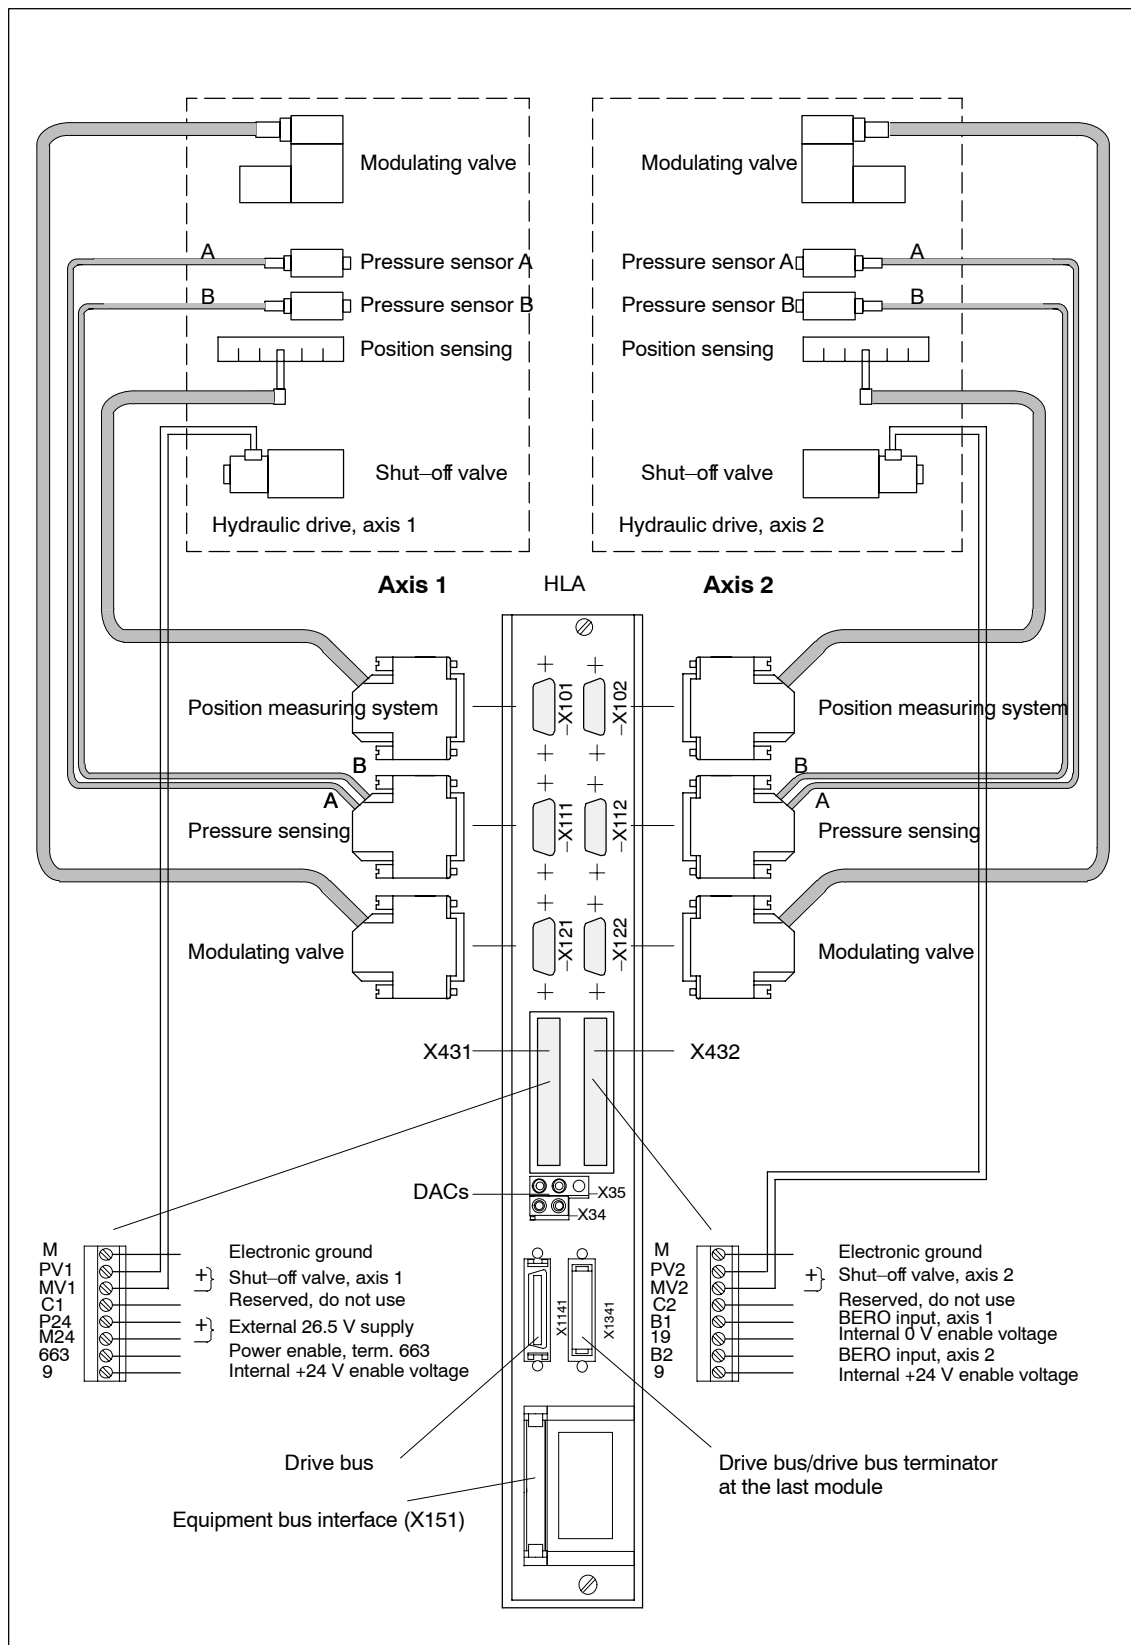 Modulating valve
Modulating valve
A
Pressure sensor A
Pressure sensor A
A
B
Pressure sensor B
Pressure sensor B
B
Position sensing
Position sensing
Shut–off valve
Shut–off valve
Hydraulic drive, axis 1
Hydraulic drive, axis 2
Axis 1
HLA
Axis 2
Position measuring system
X101
X102
Position measuring system
B
A
B
A
Pressure sensing
X111
X112
Pressure sensing
Modulating valve
X121
X122
Modulating valve
X431
X432
DACs
X35
X34
M
Electronic ground
PV1
+
Shut–off valve, axis 1
MV1
–
C1
Reserved, do not use
P24
+
External 26.5 V supply
M24
–
663
Power enable, term. 663
9
Internal +24 V enable voltage
X1141
X1341
M
Electronic ground
PV2
+
Shut–off valve, axis 2
MV2
–
C2
Reserved, do not use
B1
BERO input, axis 1
19
Internal 0 V enable voltage
B2
BERO input, axis 2
9
Internal +24 V enable voltage
Drive bus
Drive bus/drive bus terminator
at the last module
Equipment bus interface (X151)